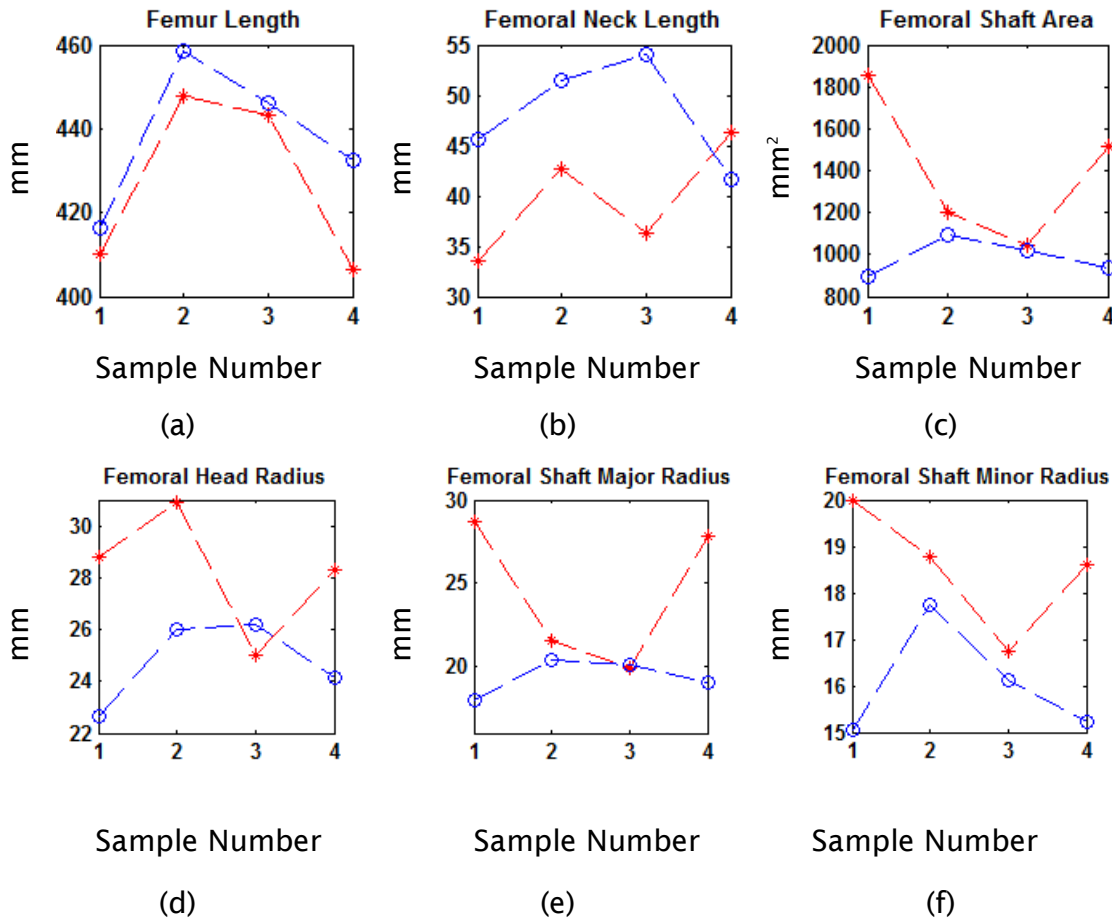 Femur Length
460
440
420
400
mm
1 2 3 4
Sample Number
(a)
Femoral Neck Length
55
50
45
40
35
30
mm
1 2 3 4
Sample Number
(b)
Femoral Shaft Area
2000
1800
1600
1400
1200
1000
800
mm²
1 2 3 4
Sample Number
(c)
Femoral Head Radius
30
28
26
24
22
mm
1 2 3 4
Sample Number
(d)
Femoral Shaft Major Radius
30
25
20
mm
1 2 3 4
Sample Number
(e)
Femoral Shaft Minor Radius
20
19
18
17
16
15
mm
1 2 3 4
Sample Number
(f)